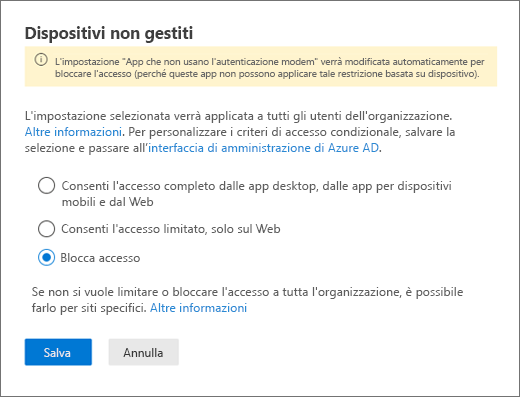 Dispositivi non gestiti
L'impostazione "App che non usano l'autenticazione modem" verrà modificata automaticamente per
bloccare l'accesso (perché queste app non possono applicare tale restrizione basata su dispositivo).
L'impostazione selezionata verrà applicata a tutti gli utenti dell'organizzazione.
Altre informazioni. Per personalizzare i criteri di accesso condizionale, salvare la
selezione e passare all'interfaccia di amministrazione di Azure AD.
Consenti l'accesso completo dalle app desktop, dalle app per dispositivi
mobili e dal Web
Consenti l'accesso limitato, solo sul Web
Blocca accesso
Se non si vuole limitare o bloccare l'accesso a tutta l'organizzazione, è possibile
farlo per siti specifici. Altre informazioni
Salva
Annulla